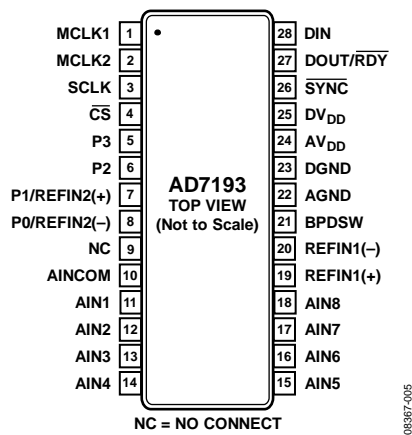 MCLK1 1
MCLK2 2
SCLK 3
C̅S̅ 4
P3 5
P2 6
P1/REFIN2(+) 7
P0/REFIN2(–) 8
NC 9
AINCOM 10
AIN1 11
AIN2 12
AIN3 13
AIN4 14
AD7193
TOP VIEW
(Not to Scale)
28 DIN
27 DOUT/R̅D̅Y̅
26 S̅Y̅N̅C̅
25 DVDD
24 AVDD
23 DGND
22 AGND
21 BPDSW
20 REFIN1(–)
19 REFIN1(+)
18 AIN8
17 AIN7
16 AIN6
15 AIN5
NC = NO CONNECT
08367-005